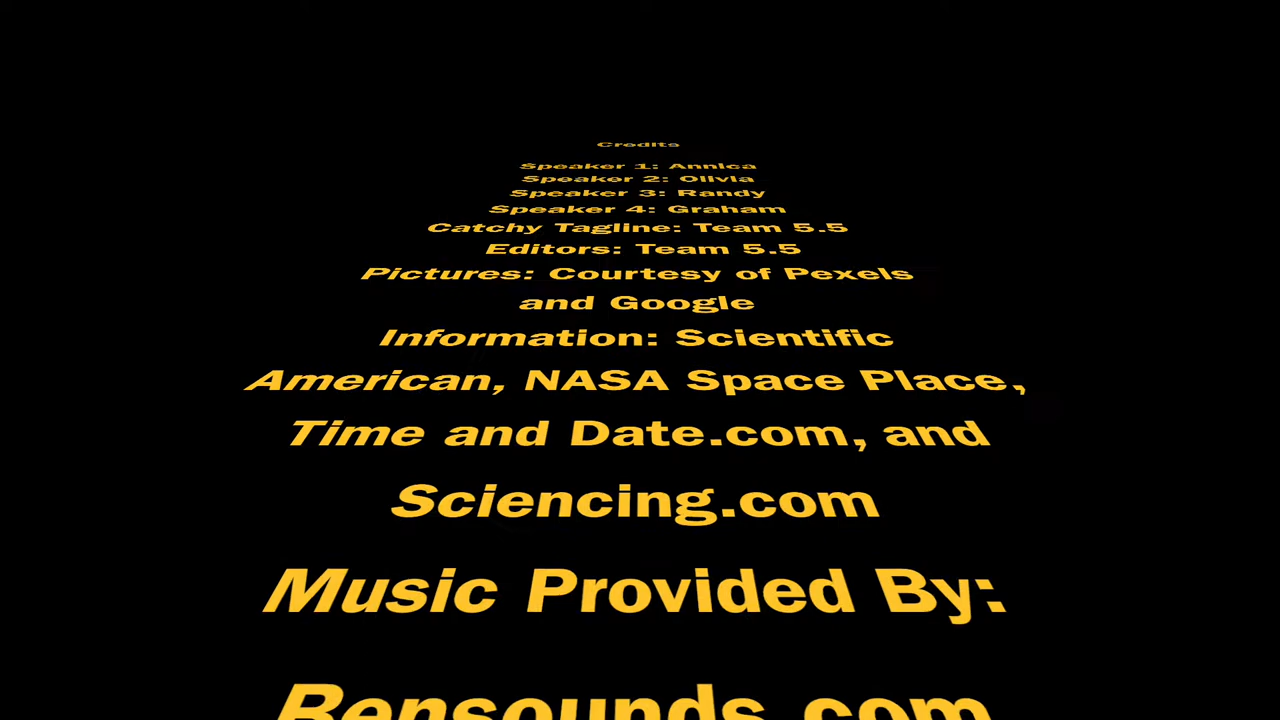 Credits
Speaker 1: Annica
Speaker 2: Olivia
Speaker 3: Randy
Speaker 4: Graham
Catchy Tagline: Team 5.5
Editors: Team 5.5
Pictures: Courtesy of Pexels
and Google
Information: Scientific
American, NASA Space Place,
Time and Date.com, and
Sciencing.com
Music Provided By:
Bensounds.com